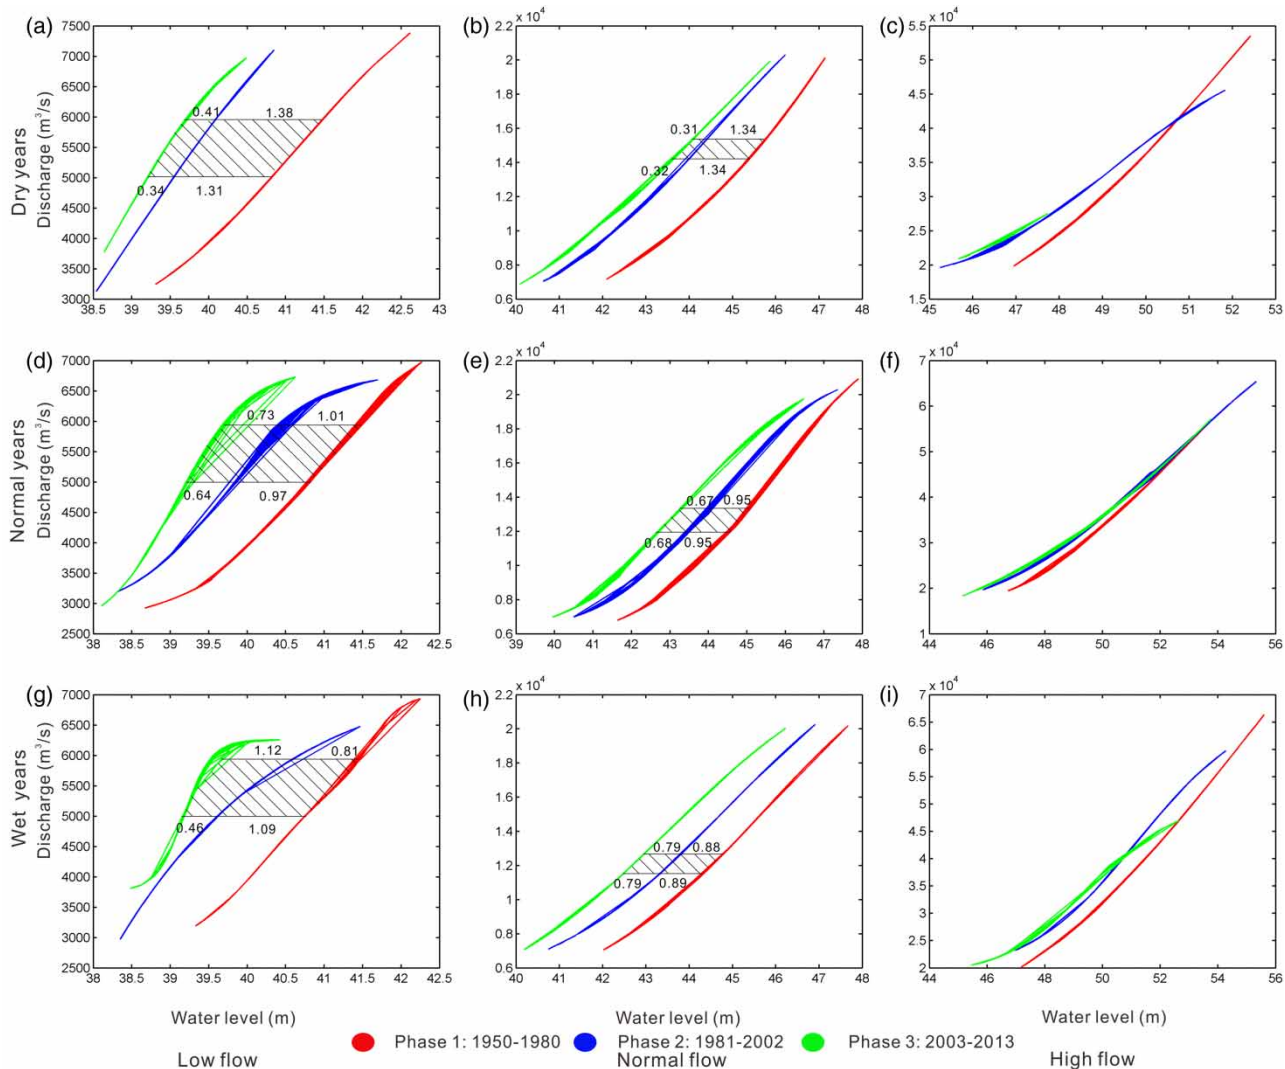 (a)
7500
7000
6500
6000
5500
5000
4500
4000
3500
3000
0.41
1.38
0.34
1.31
38.5 39 39.5 40 40.5 41 41.5 42 42.5 43
Dry years
Discharge (m³/s)
(b)
2.2 x 10⁴
2
1.8
1.6
1.4
1.2
1
0.8
0.6
0.31
1.34
0.32
1.34
40 41 42 43 44 45 46 47 48
(c)
5.5 x 10⁴
5
4.5
4
3.5
3
2.5
2
1.5
45 46 47 48 49 50 51 52 53
(d)
7000
6500
6000
5500
5000
4500
4000
3500
3000
2500
0.73
1.01
0.64
0.97
38 38.5 39 39.5 40 40.5 41 41.5 42 42.5
Normal years
Discharge (m³/s)
(e)
2.2 x 10⁴
2
1.8
1.6
1.4
1.2
1
0.8
0.6
0.67 0.95
0.68 0.95
39 40 41 42 43 44 45 46 47 48
(f)
7 x 10⁴
6
5
4
3
2
1
44 46 48 50 52 54 56
(g)
7000
6500
6000
5500
5000
4500
4000
3500
3000
2500
1.12
0.81
0.46
1.09
38 38.5 39 39.5 40 40.5 41 41.5 42 42.5
Wet years
Discharge (m³/s)
(h)
2.2 x 10⁴
2
1.8
1.6
1.4
1.2
1
0.8
0.6
0.79 0.88
0.79 0.89
40 41 42 43 44 45 46 47 48
(i)
7 x 10⁴
6.5
6
5.5
5
4.5
4
3.5
3
2.5
2
44 46 48 50 52 54 56
Water level (m)
Water level (m)
Water level (m)
Phase 1: 1950-1980
Phase 2: 1981-2002
Phase 3: 2003-2013
Low flow
Normal flow
High flow